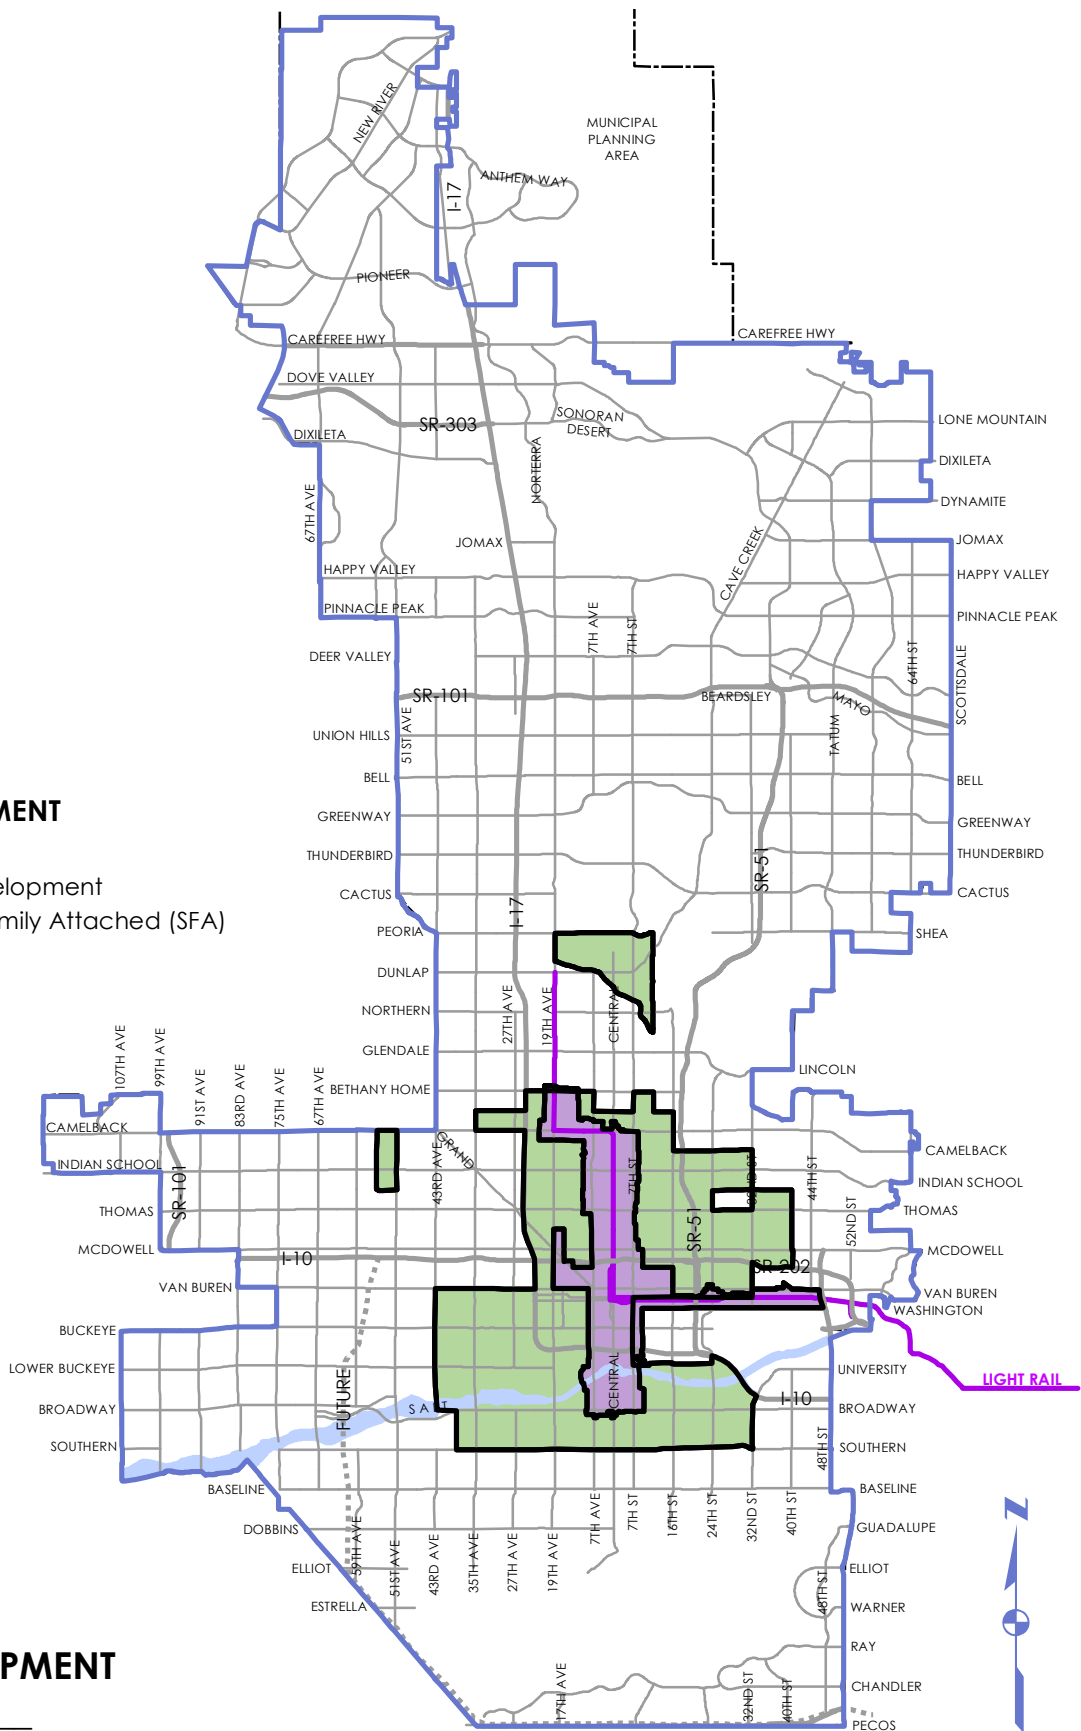 MUNICIPAL
PLANNING
AREA
NEW RIVER
ANTHEM WAY
I-17
PIONEER
CAREFREE HWY
CAREFREE HWY
DOVE VALLEY
SR-303
SONORAN
DESERT
LONE MOUNTAIN
DIXILETA
DIXILETA
NORTERRA
67TH AVE
DYNAMITE
JOMAX
JOMAX
CAVE CREEK
HAPPY VALLEY
HAPPY VALLEY
PINNACLE PEAK
PINNACLE PEAK
7TH AVE
7TH ST
DEER VALLEY
64TH ST
SCOTTSDALE
SR-101
BEARDSLEY
MAYO
51ST AVE
UNION HILLS
TATUM
BELL
BELL
MENT
GREENWAY
GREENWAY
THUNDERBIRD
THUNDERBIRD
SR-51
elopment
CACTUS
CACTUS
mily Attached (SFA)
I-17
PEORIA
SHEA
DUNLAP
NORTHERN
27TH AVE
19TH AVE
CENTRAL
GLENDALE
107TH AVE
99TH AVE
91ST AVE
83RD AVE
75TH AVE
67TH AVE
BETHANY HOME
LINCOLN
CAMELBACK
GRAND
CAMELBACK
INDIAN SCHOOL
SR-101
43RD AVE
7TH ST
32ND ST
44TH ST
INDIAN SCHOOL
THOMAS
SR-51
52ND ST
THOMAS
MCDOWELL
I-10
SR-202
MCDOWELL
VAN BUREN
VAN BUREN
WASHINGTON
BUCKEYE
LOWER BUCKEYE
CENTRAL
UNIVERSITY
LIGHT RAIL
FUTURE
BROADWAY
SALT
I-10
BROADWAY
SOUTHERN
48TH ST
SOUTHERN
BASELINE
BASELINE
7TH AVE
7TH ST
16TH ST
24TH ST
32ND ST
40TH ST
DOBBINS
GUADALUPE
59TH AVE
51ST AVE
43RD AVE
35TH AVE
27TH AVE
19TH AVE
ELLIOT
48TH ST
ELLIOT
ESTRELLA
WARNER
N
RAY
PMENT
17TH AVE
32ND ST
40TH ST
CHANDLER
PECOS